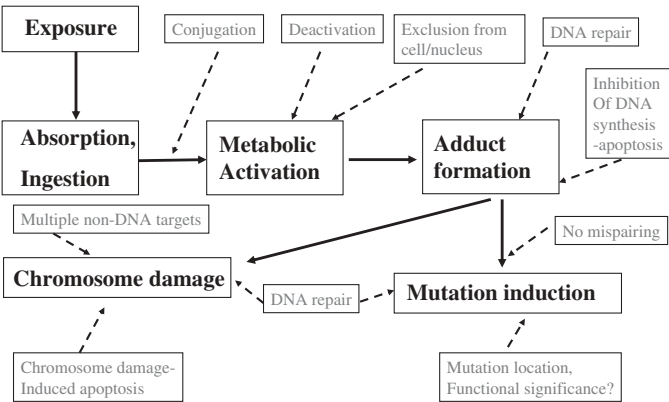 Exposure
Conjugation
Deactivation
Exclusion from
cell/nucleus
DNA repair
Inhibition
Of DNA
synthesis
-apoptosis
Absorption,
Ingestion
Metabolic
Activation
Adduct
formation
Multiple non-DNA targets
No mispairing
Chromosome damage
DNA repair
Mutation induction
Chromosome damage-
Induced apoptosis
Mutation location,
Functional significance?